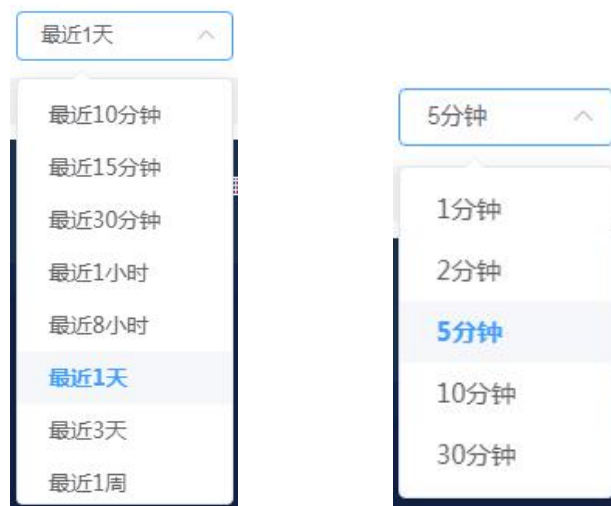 最近1天
最近10分钟
最近15分钟
最近30分钟
最近1小时
最近8小时
最近1天
最近3天
最近1周
5分钟
1分钟
2分钟
5分钟
10分钟
30分钟